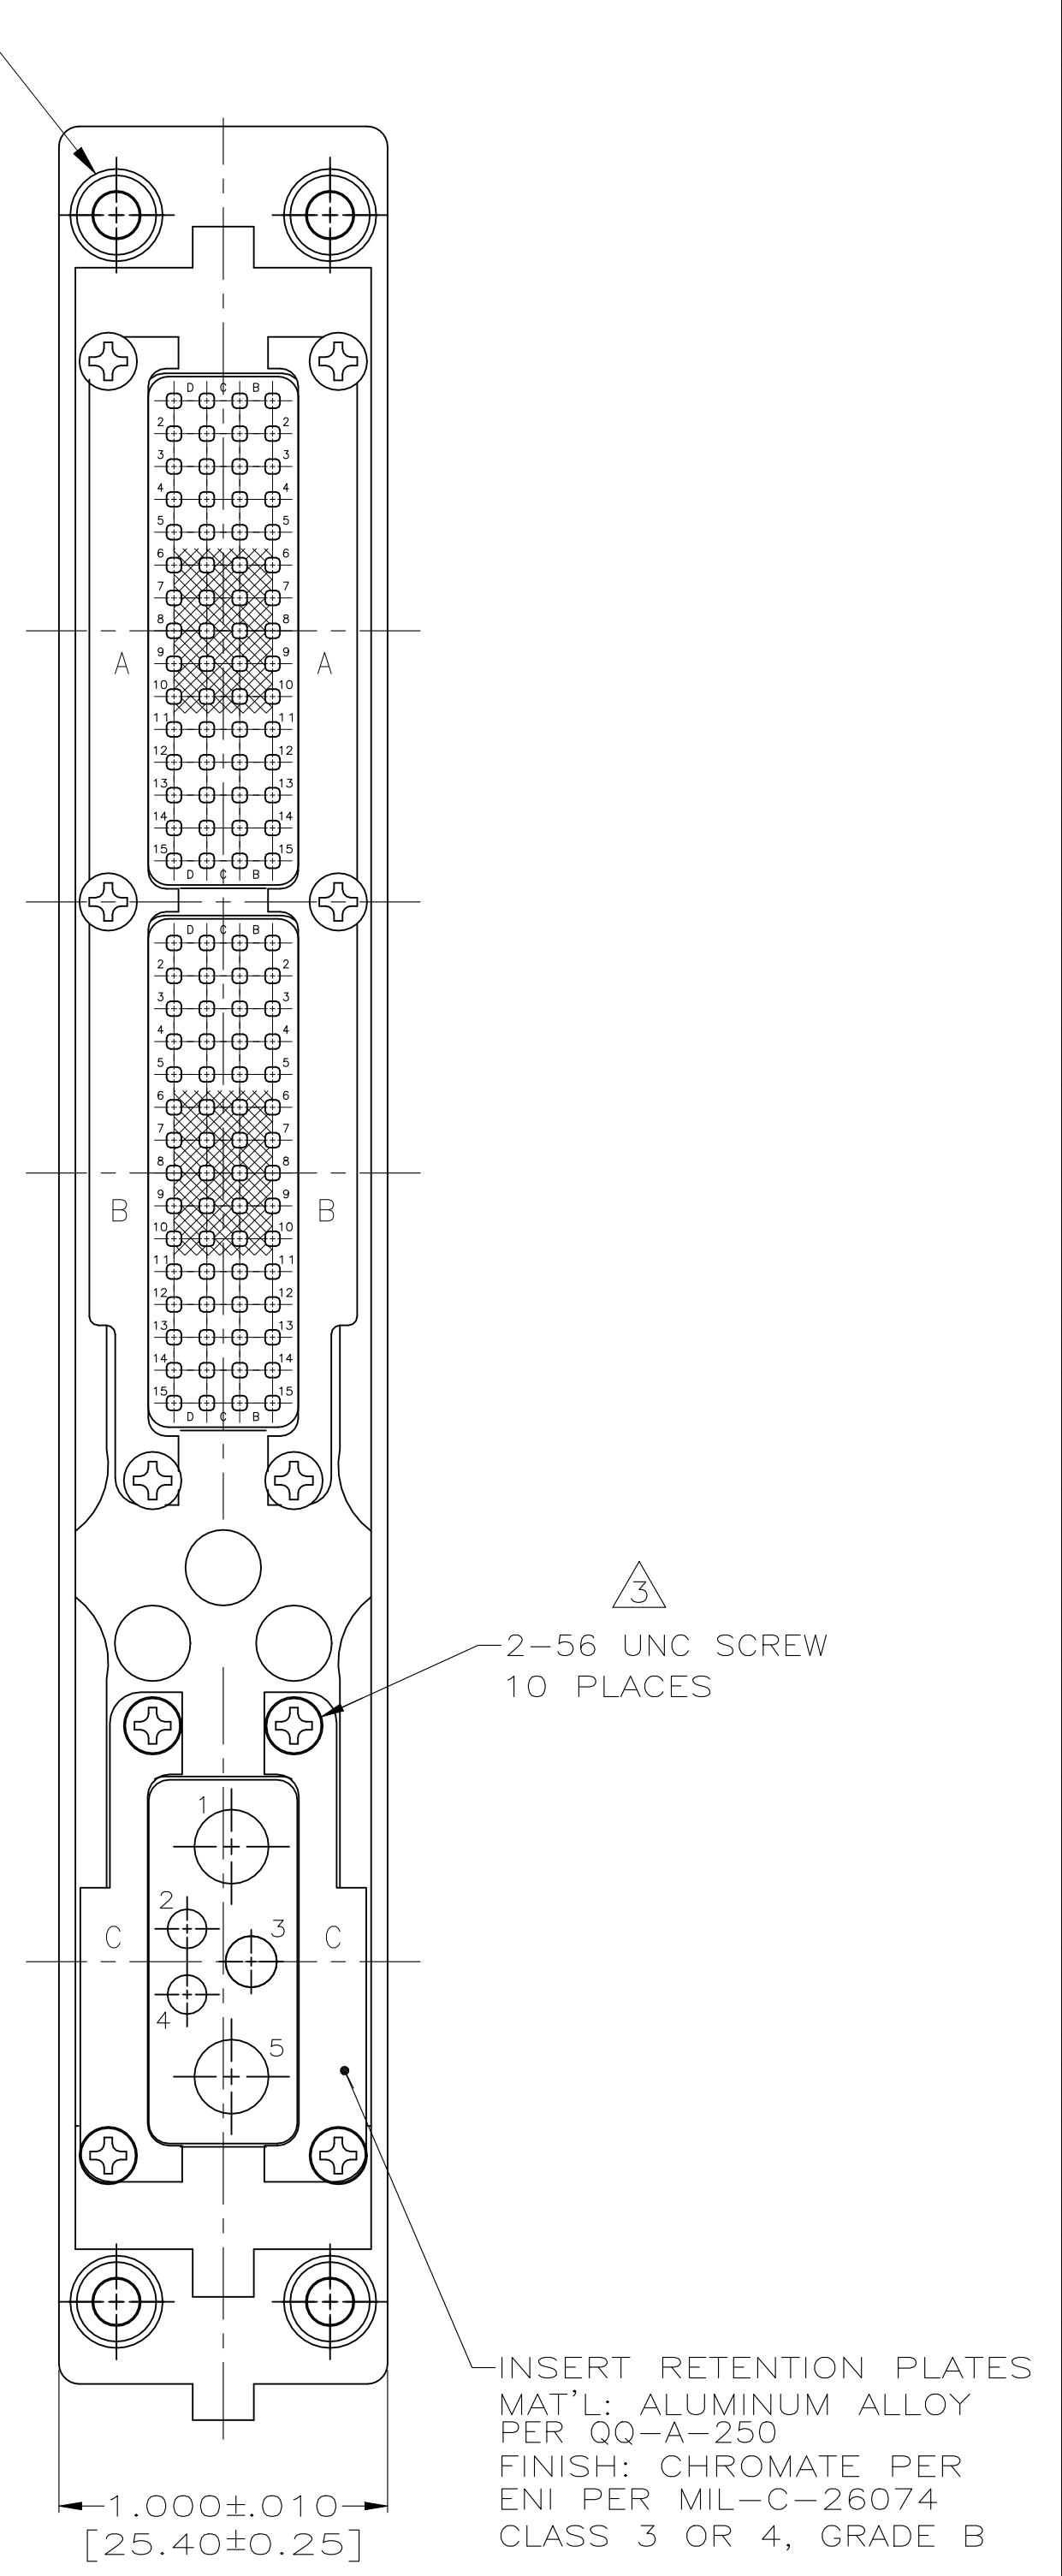 D C B
2 2
3 3
4 4
5 5
6 6
7 7
8 8
A 9 9 A
10 10
11 11
12 12
13 13
14 14
15 15
D C B
D C B
2 2
3 3
4 4
5 5
6 6
7 7
8 8
B 9 9 B
10 10
11 11
12 12
13 13
14 14
15 15
D C B
3
2-56 UNC SCREW
10 PLACES
1
2
3
C C
4
5
INSERT RETENTION PLATES
MAT'L: ALUMINUM ALLOY
PER QQ-A-250
FINISH: CHROMATE PER
ENI PER MIL-C-26074
CLASS 3 OR 4, GRADE B
1.000±.010
[25.40±0.25]